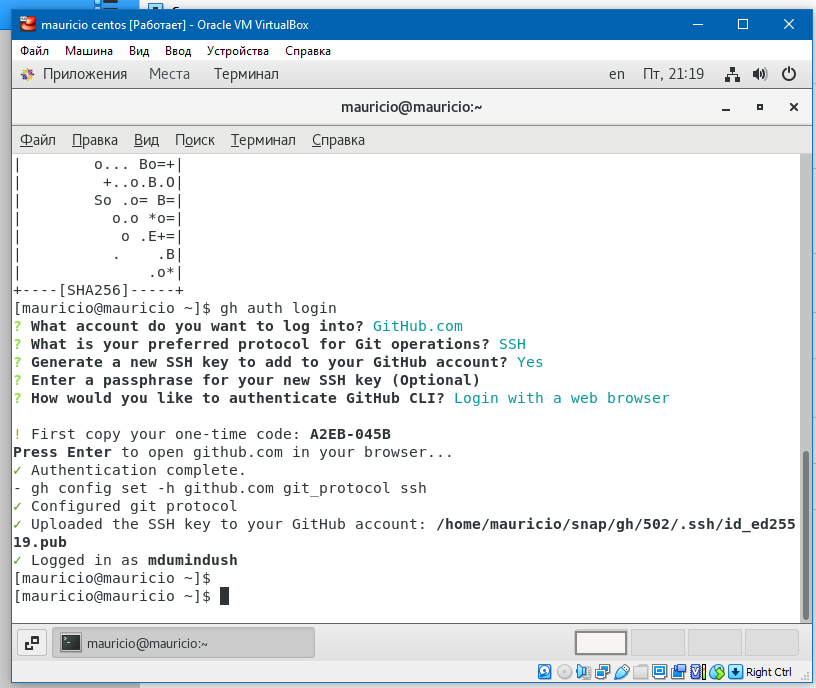 mauricio centos [Работает] - Oracle VM VirtualBox
Файл Машина Вид Ввод Устройства Справка
Приложения Места Терминал en Пт, 21:19
mauricio@mauricio:~
Файл Правка Вид Поиск Терминал Справка
|        o... Bo=+|
|         +..o.B.O|
|        So .o= B=|
|          o.o *o=|
|           o .E+=|
|          .    .B|
|              .o*|
+----[SHA256]-----+
[mauricio@mauricio ~]$ gh auth login
? What account do you want to log into? GitHub.com
? What is your preferred protocol for Git operations? SSH
? Generate a new SSH key to add to your GitHub account? Yes
? Enter a passphrase for your new SSH key (Optional)
? How would you like to authenticate GitHub CLI? Login with a web browser
! First copy your one-time code: A2EB-045B
Press Enter to open github.com in your browser...
✓ Authentication complete.
- gh config set -h github.com git_protocol ssh
✓ Configured git protocol
✓ Uploaded the SSH key to your GitHub account: /home/mauricio/snap/gh/502/.ssh/id_ed255
19.pub
✓ Logged in as mdumindush
[mauricio@mauricio ~]$
[mauricio@mauricio ~]$
mauricio@mauricio:~
Right Ctrl